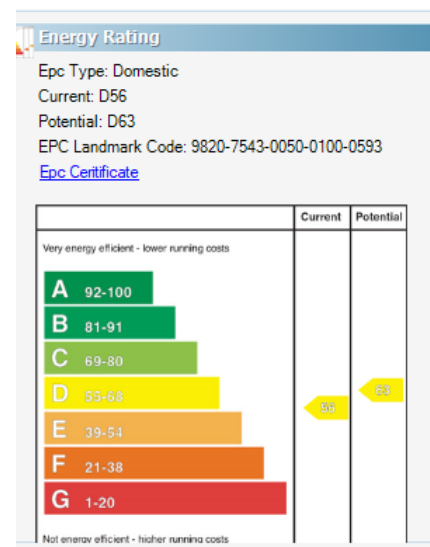 Energy Rating
Epc Type: Domestic
Current: D56
Potential: D63
EPC Landmark Code: 9820-7543-0050-0100-0593
Epc Ceritificate
Current Potential
Very energy efficient - lower running costs
A 92-100
B 81-91
C 69-80
D 55-68
63
56
E 39-54
F 21-38
G 1-20
Not energy efficient - higher running costs